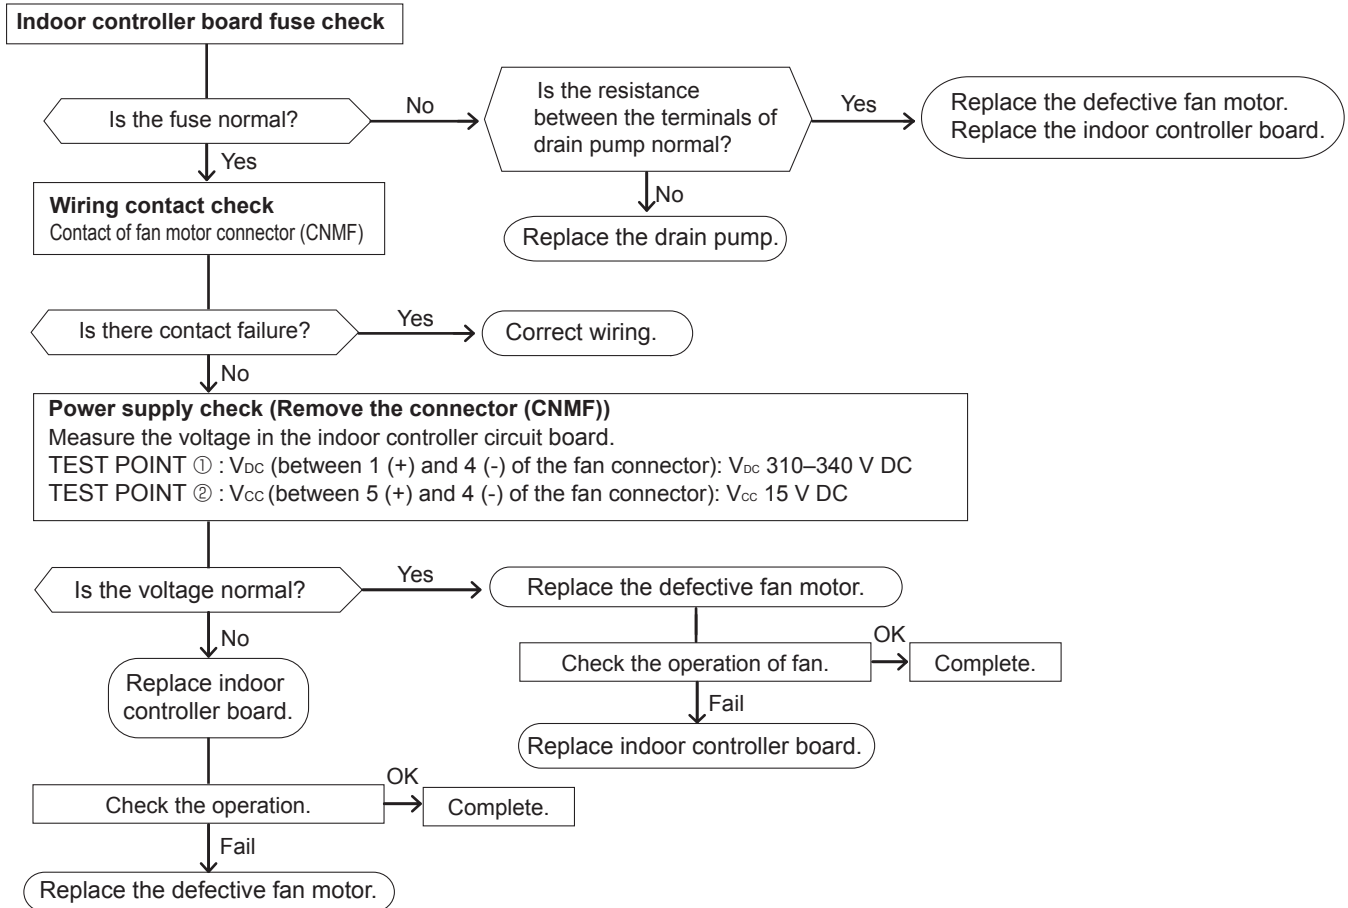 Indoor controller board fuse check
Is the fuse normal?
No
Is the resistance
between the terminals of
drain pump normal?
Yes
Replace the defective fan motor.
Replace the indoor controller board.
Yes
No
Replace the drain pump.
Wiring contact check
Contact of fan motor connector (CNMF)
Is there contact failure?
Yes
Correct wiring.
No
Power supply check (Remove the connector (CNMF))
Measure the voltage in the indoor controller circuit board.
TEST POINT ① : VDC (between 1 (+) and 4 (-) of the fan connector): VDC 310–340 V DC
TEST POINT ② : VCC (between 5 (+) and 4 (-) of the fan connector): VCC 15 V DC
Is the voltage normal?
Yes
Replace the defective fan motor.
No
Check the operation of fan.
OK
Complete.
Fail
Replace indoor controller board.
Replace indoor
controller board.
Check the operation.
OK
Complete.
Fail
Replace the defective fan motor.